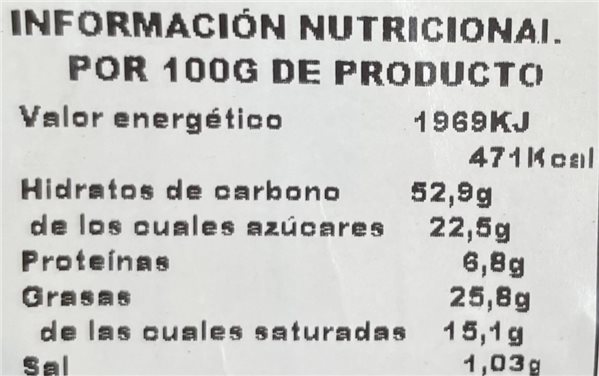 INFORMACIÓN NUTRICIONAL
POR 100G DE PRODUCTO
Valor energético 1969KJ
471Kcal
Hidratos de carbono 52,9g
de los cuales azúcares 22,5g
Proteínas 6,8g
Grasas 25,8g
de las cuales saturadas 15,1g
Sal 1,03g